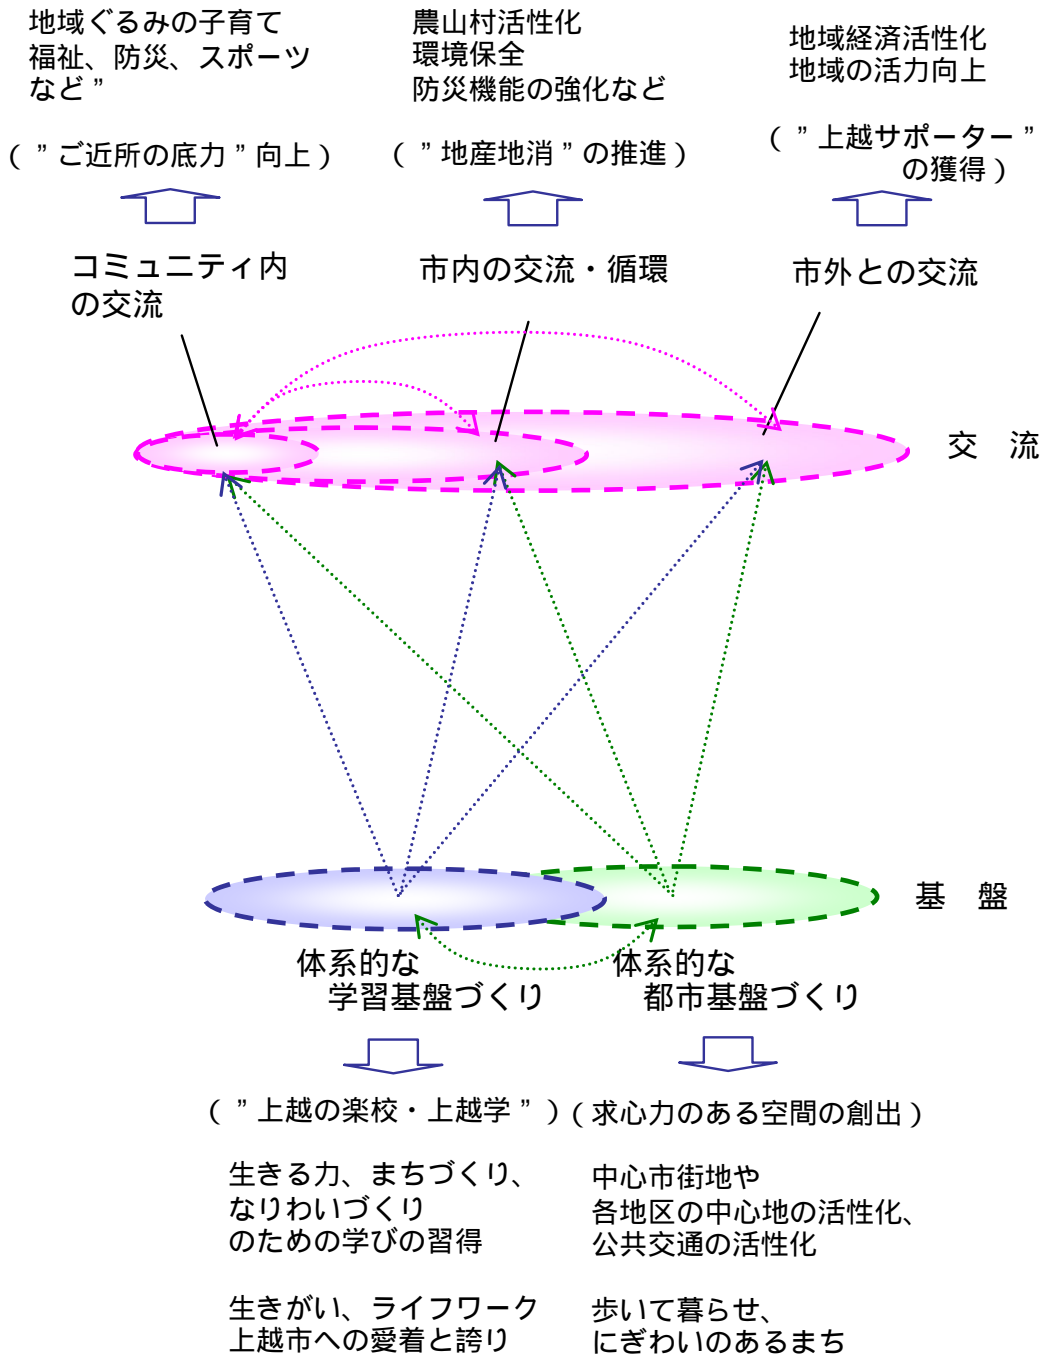 地域ぐるみの子育て
福祉、防災、スポーツ
など”
（ ”ご近所の底力 ” 向上 ）
農山村活性化
環境保全
防災機能の強化など
（ ” 地産地消 ” の推進 ）
地域経済活性化
地域の活力向上
（ ” 上越サポーター ”
の獲得 ）
コミュニティ内
の交流
市内の交流・循環
市外との交流
交　流
基　盤
体系的な
学習基盤づくり
体系的な
都市基盤づくり
（ ” 上越の楽校・上越学 ” ）
生きる力、まちづくり、
なりわいづくり
のための学びの習得
生きがい、ライフワーク
上越市への愛着と誇り
（ 求心力のある空間の創出 ）
中心市街地や
各地区の中心地の活性化、
公共交通の活性化
歩いて暮らせ、
にぎわいのあるまち